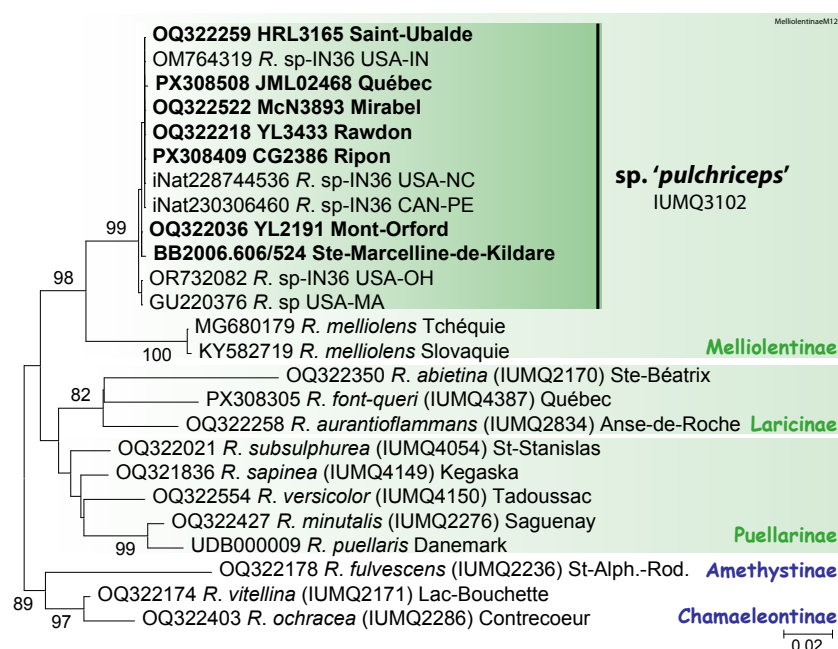 MelliolentinaeM12
OQ322259 HRL3165 Saint-Ubalde
OM764319 R. sp-IN36 USA-IN
PX308508 JML02468 Québec
OQ322522 McN3893 Mirabel
OQ322218 YL3433 Rawdon
PX308409 CG2386 Ripon
iNat228744536 R. sp-IN36 USA-NC
iNat230306460 R. sp-IN36 CAN-PE
OQ322036 YL2191 Mont-Orford
BB2006.606/524 Ste-Marcelline-de-Kildare
OR732082 R. sp-IN36 USA-OH
GU220376 R. sp USA-MA
sp. 'pulchriceps'
IUMQ3102
99
98
MG680179 R. melliolens Tchéquie
KY582719 R. melliolens Slovaquie
100
Melliolentinae
82
OQ322350 R. abietina (IUMQ2170) Ste-Béatrix
PX308305 R. font-queri (IUMQ4387) Québec
OQ322258 R. aurantioflammans (IUMQ2834) Anse-de-Roche
Laricinae
OQ322021 R. subsulphurea (IUMQ4054) St-Stanislas
OQ321836 R. sapinea (IUMQ4149) Kegaska
OQ322554 R. versicolor (IUMQ4150) Tadoussac
OQ322427 R. minutalis (IUMQ2276) Saguenay
UDB000009 R. puellaris Danemark
99
Puellarinae
OQ322178 R. fulvescens (IUMQ2236) St-Alph.-Rod.
Amethystinae
89
OQ322174 R. vitellina (IUMQ2171) Lac-Bouchette
OQ322403 R. ochracea (IUMQ2286) Contrecoeur
97
Chamaeleontinae
0.02